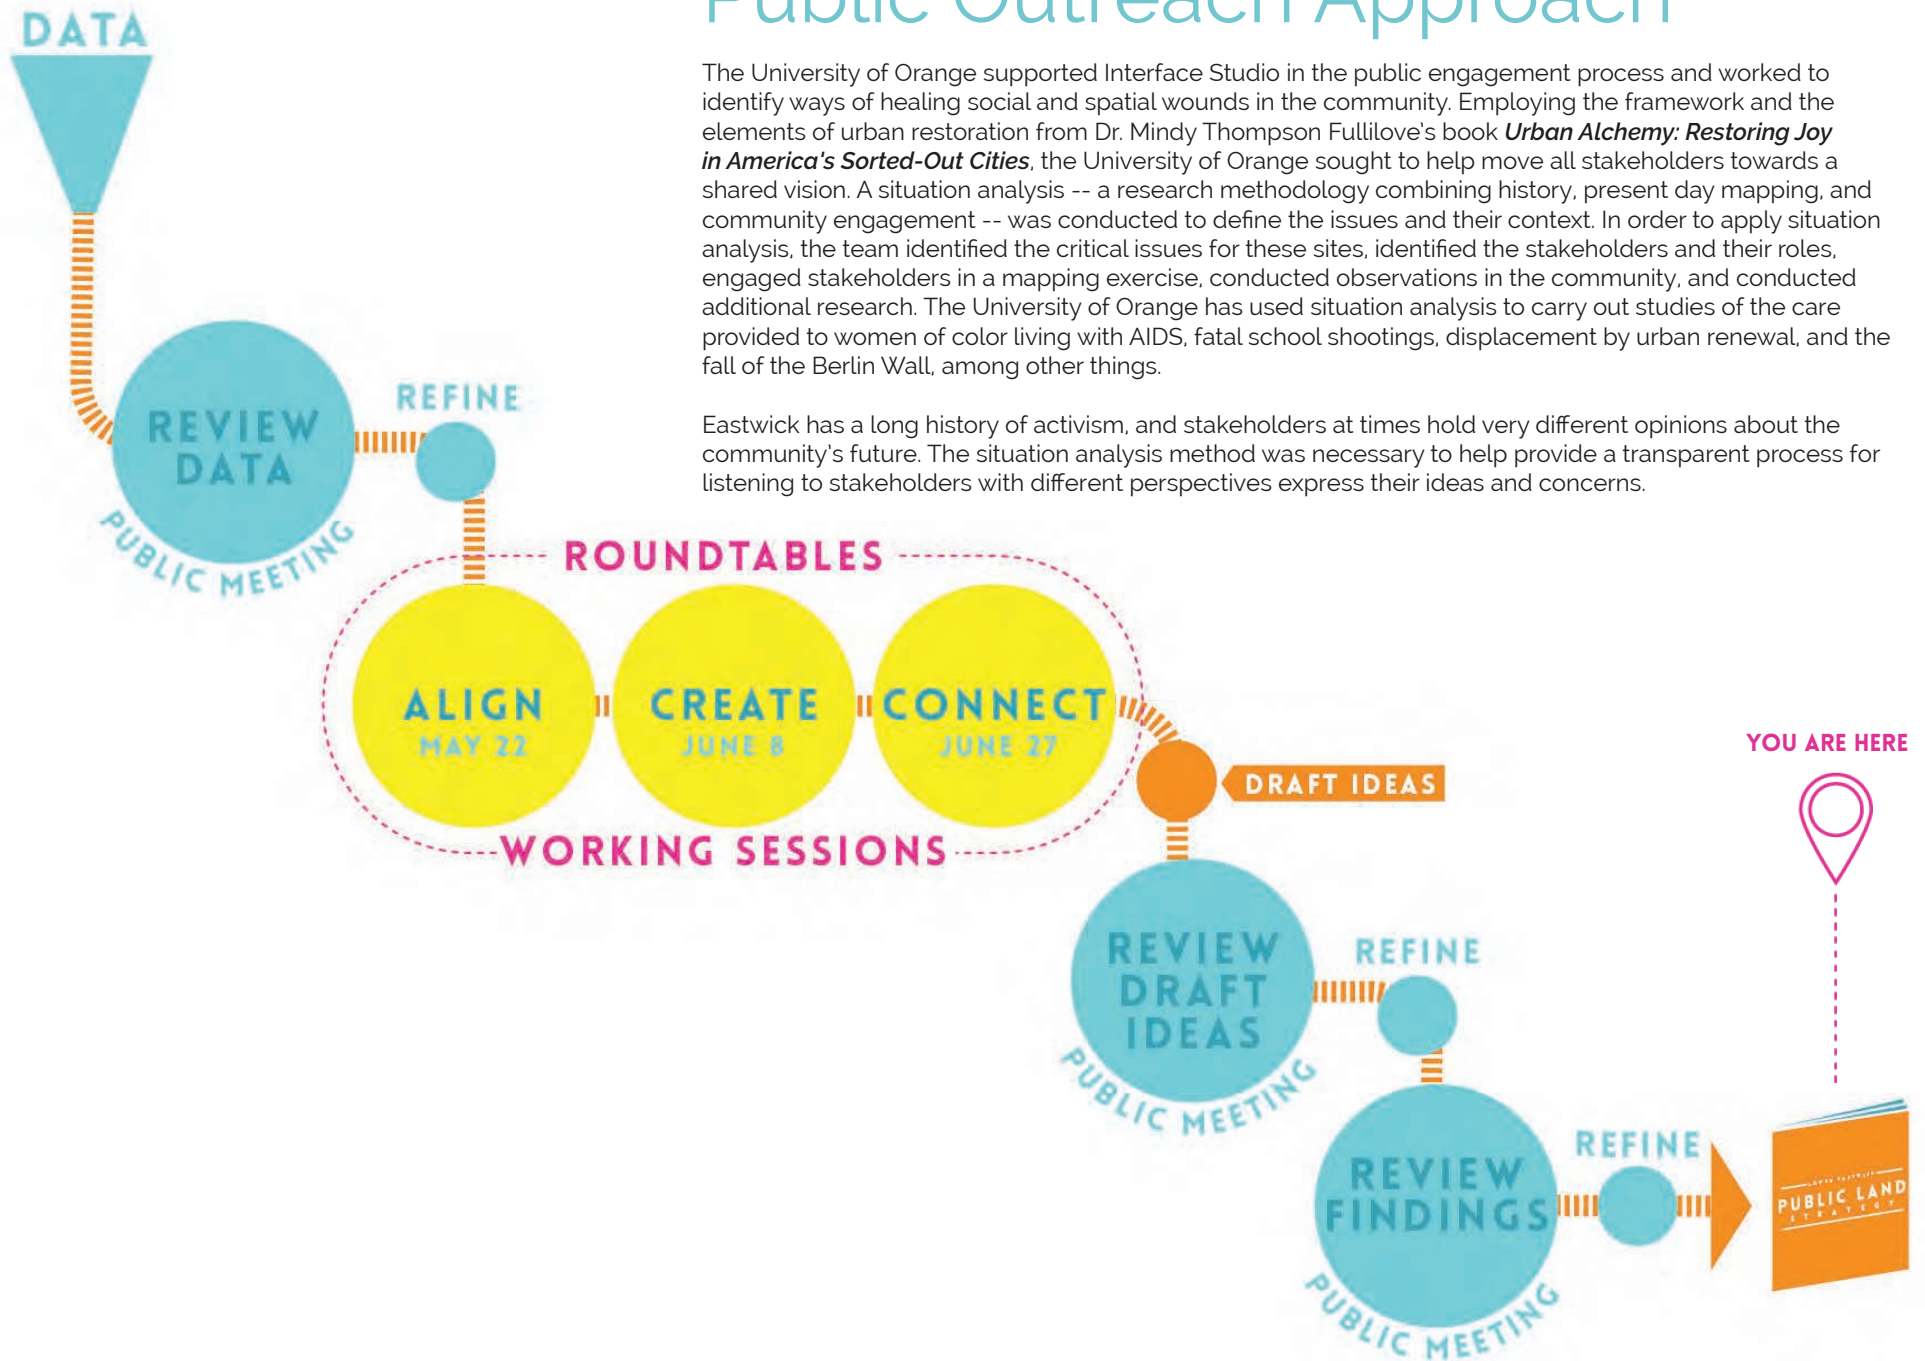 Public Outreach Approach
The University of Orange supported Interface Studio in the public engagement process and worked to
identify ways of healing social and spatial wounds in the community. Employing the framework and the
elements of urban restoration from Dr. Mindy Thompson Fullilove's book Urban Alchemy: Restoring Joy
in America's Sorted-Out Cities, the University of Orange sought to help move all stakeholders towards a
shared vision. A situation analysis -- a research methodology combining history, present day mapping, and
community engagement -- was conducted to define the issues and their context. In order to apply situation
analysis, the team identified the critical issues for these sites, identified the stakeholders and their roles,
engaged stakeholders in a mapping exercise, conducted observations in the community, and conducted
additional research. The University of Orange has used situation analysis to carry out studies of the care
provided to women of color living with AIDS, fatal school shootings, displacement by urban renewal, and the
fall of the Berlin Wall, among other things.
Eastwick has a long history of activism, and stakeholders at times hold very different opinions about the
community's future. The situation analysis method was necessary to help provide a transparent process for
listening to stakeholders with different perspectives express their ideas and concerns.
DATA
REVIEW
DATA
PUBLIC MEETING
REFINE
ROUNDTABLES
ALIGN
MAY 22
CREATE
JUNE 8
CONNECT
JUNE 27
WORKING SESSIONS
DRAFT IDEAS
REVIEW
DRAFT
IDEAS
PUBLIC MEETING
REFINE
REVIEW
FINDINGS
PUBLIC MEETING
REFINE
YOU ARE HERE
PUBLIC LAND
STRATEGY